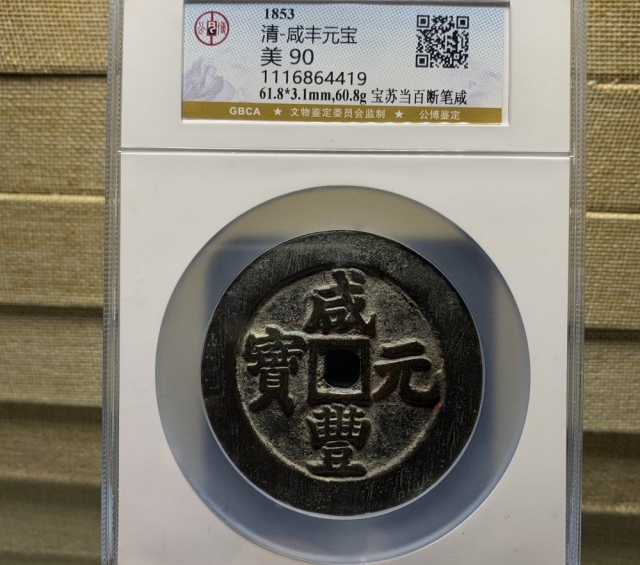 1853
清-咸丰元宝
美 90
1116864419
61.8*3.1mm,60.8g 宝苏当百断笔咸
GBCA ★ 文物鉴定委员会监制 ★ 公博鉴定
咸
寶 元
豐